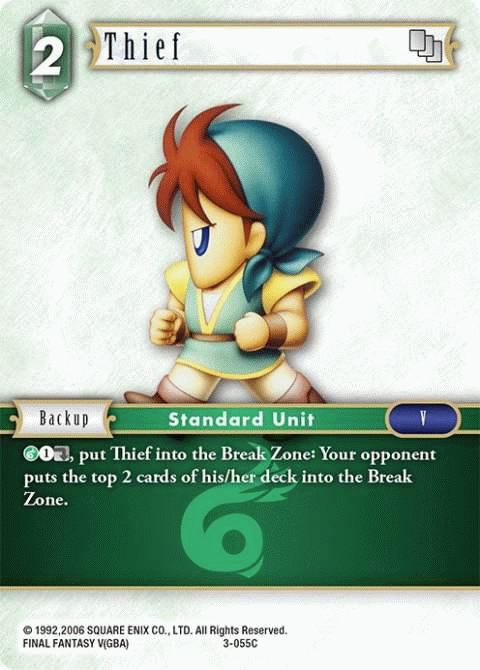 2
Thief
Backup
Standard Unit
V
1, put Thief into the Break Zone: Your opponent
puts the top 2 cards of his/her deck into the Break
Zone.
© 1992,2006 SQUARE ENIX CO., LTD. All Rights Reserved.
FINAL FANTASY V(GBA)
3-055C